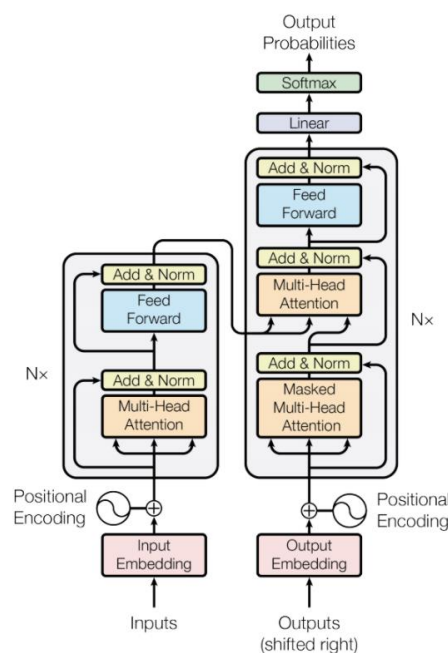 Output
Probabilities
Softmax
Linear
Add & Norm
Feed
Forward
Add & Norm
Multi-Head
Attention
Add & Norm
Masked
Multi-Head
Attention
N×
Add & Norm
Feed
Forward
Add & Norm
Multi-Head
Attention
N×
Positional
Encoding
Positional
Encoding
Input
Embedding
Output
Embedding
Inputs
Outputs
(shifted right)